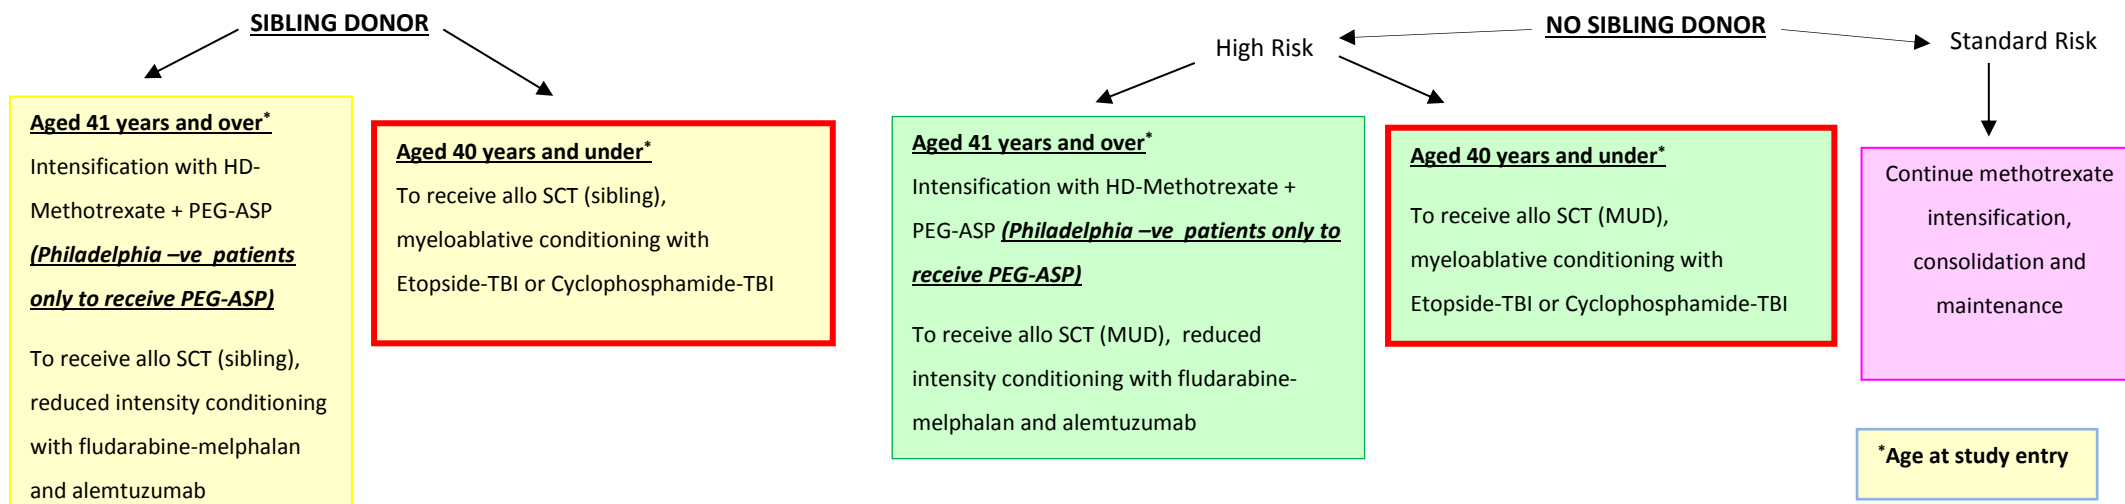 SIBLING DONOR
Aged 41 years and over*
Intensification with HD-
Methotrexate + PEG-ASP
(Philadelphia –ve patients
only to receive PEG-ASP)
To receive allo SCT (sibling),
reduced intensity conditioning
with fludarabine-melphalan
and alemtuzumab
Aged 40 years and under*
To receive allo SCT (sibling),
myeloablative conditioning with
Etopside-TBI or Cyclophosphamide-TBI
NO SIBLING DONOR
High Risk
Standard Risk
Aged 41 years and over*
Intensification with HD-Methotrexate +
PEG-ASP (Philadelphia –ve patients only to
receive PEG-ASP)
To receive allo SCT (MUD), reduced
intensity conditioning with fludarabine-
melphalan and alemtuzumab
Aged 40 years and under*
To receive allo SCT (MUD),
myeloablative conditioning with
Etopside-TBI or Cyclophosphamide-TBI
Continue methotrexate
intensification,
consolidation and
maintenance
*Age at study entry